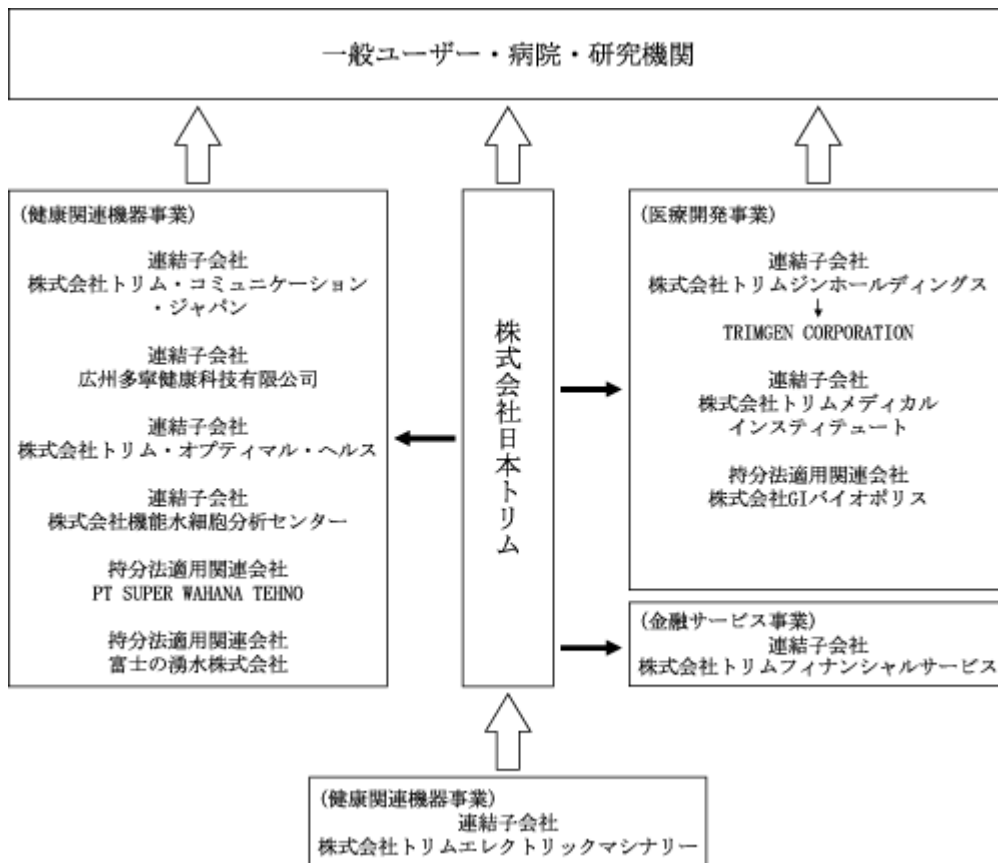 一般ユーザー・病院・研究機関
(健康関連機器事業)
連結子会社
株式会社トリム・コミュニケーション
・ジャパン
連結子会社
広州多寧健康科技有限公司
連結子会社
株式会社トリム・オプティマル・ヘルス
連結子会社
株式会社機能水細胞分析センター
持分法適用関連会社
PT SUPER WAHANA TEHNO
持分法適用関連会社
富士の湧水株式会社
株式会社日本トリム
(医療開発事業)
連結子会社
株式会社トリムジンホールディングス
TRIMGEN CORPORATION
連結子会社
株式会社トリムメディカル
インスティテュート
持分法適用関連会社
株式会社GIバイオポリス
(金融サービス事業)
連結子会社
株式会社トリムフィナンシャルサービス
(健康関連機器事業)
連結子会社
株式会社トリムエレクトリックマシナリー